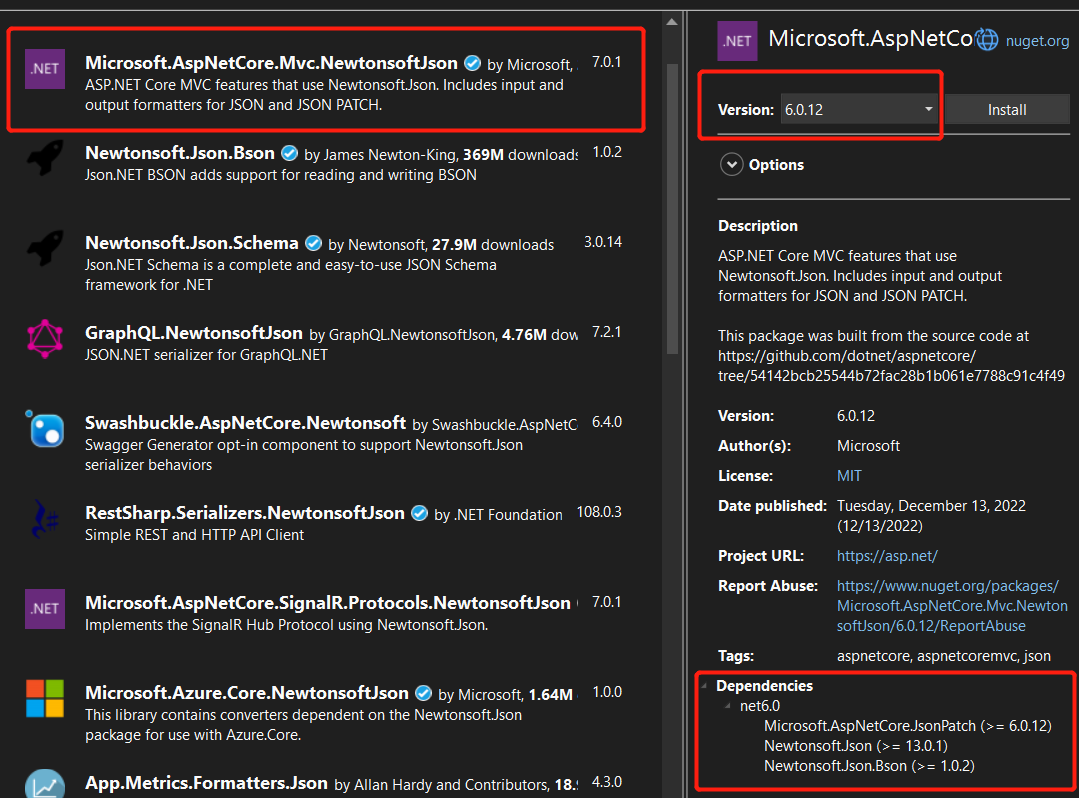 .NET
Microsoft.AspNetCore.Mvc.NewtonsoftJson by Microsoft, 7.0.1
ASP.NET Core MVC features that use Newtonsoft.Json. Includes input and
output formatters for JSON and JSON PATCH.
Newtonsoft.Json.Bson by James Newton-King, 369M downloads 1.0.2
Json.NET BSON adds support for reading and writing BSON
Newtonsoft.Json.Schema by Newtonsoft, 27.9M downloads 3.0.14
Json.NET Schema is a complete and easy-to-use JSON Schema
framework for .NET
GraphQL.NewtonsoftJson by GraphQL.NewtonsoftJson, 4.76M dow 7.2.1
JSON.NET serializer for GraphQL.NET
Swashbuckle.AspNetCore.Newtonsoft by Swashbuckle.AspNetC 6.4.0
Swagger Generator opt-in component to support Newtonsoft.Json
serializer behaviors
RestSharp.Serializers.NewtonsoftJson by .NET Foundation 108.0.3
Simple REST and HTTP API Client
.NET
Microsoft.AspNetCore.SignalR.Protocols.NewtonsoftJson 7.0.1
Implements the SignalR Hub Protocol using Newtonsoft.Json.
Microsoft.Azure.Core.NewtonsoftJson by Microsoft, 1.64M 1.0.0
This library contains converters dependent on the Newtonsoft.Json
package for use with Azure.Core.
App.Metrics.Formatters.Json by Allan Hardy and Contributors, 18.9 4.3.0
.NET
Microsoft.AspNetCo nuget.org
Version: 6.0.12 Install
Options
Description
ASP.NET Core MVC features that use
Newtonsoft.Json. Includes input and output
formatters for JSON and JSON PATCH.
This package was built from the source code at
https://github.com/dotnet/aspnetcore/
tree/54142bcb25544b72fac28b1b061e7788c91c4f49
Version: 6.0.12
Author(s): Microsoft
License: MIT
Date published: Tuesday, December 13, 2022
(12/13/2022)
Project URL: https://asp.net/
Report Abuse: https://www.nuget.org/packages/
Microsoft.AspNetCore.Mvc.Newton
softJson/6.0.12/ReportAbuse
Tags: aspnetcore, aspnetcoremvc, json
Dependencies
net6.0
Microsoft.AspNetCore.JsonPatch (>= 6.0.12)
Newtonsoft.Json (>= 13.0.1)
Newtonsoft.Json.Bson (>= 1.0.2)